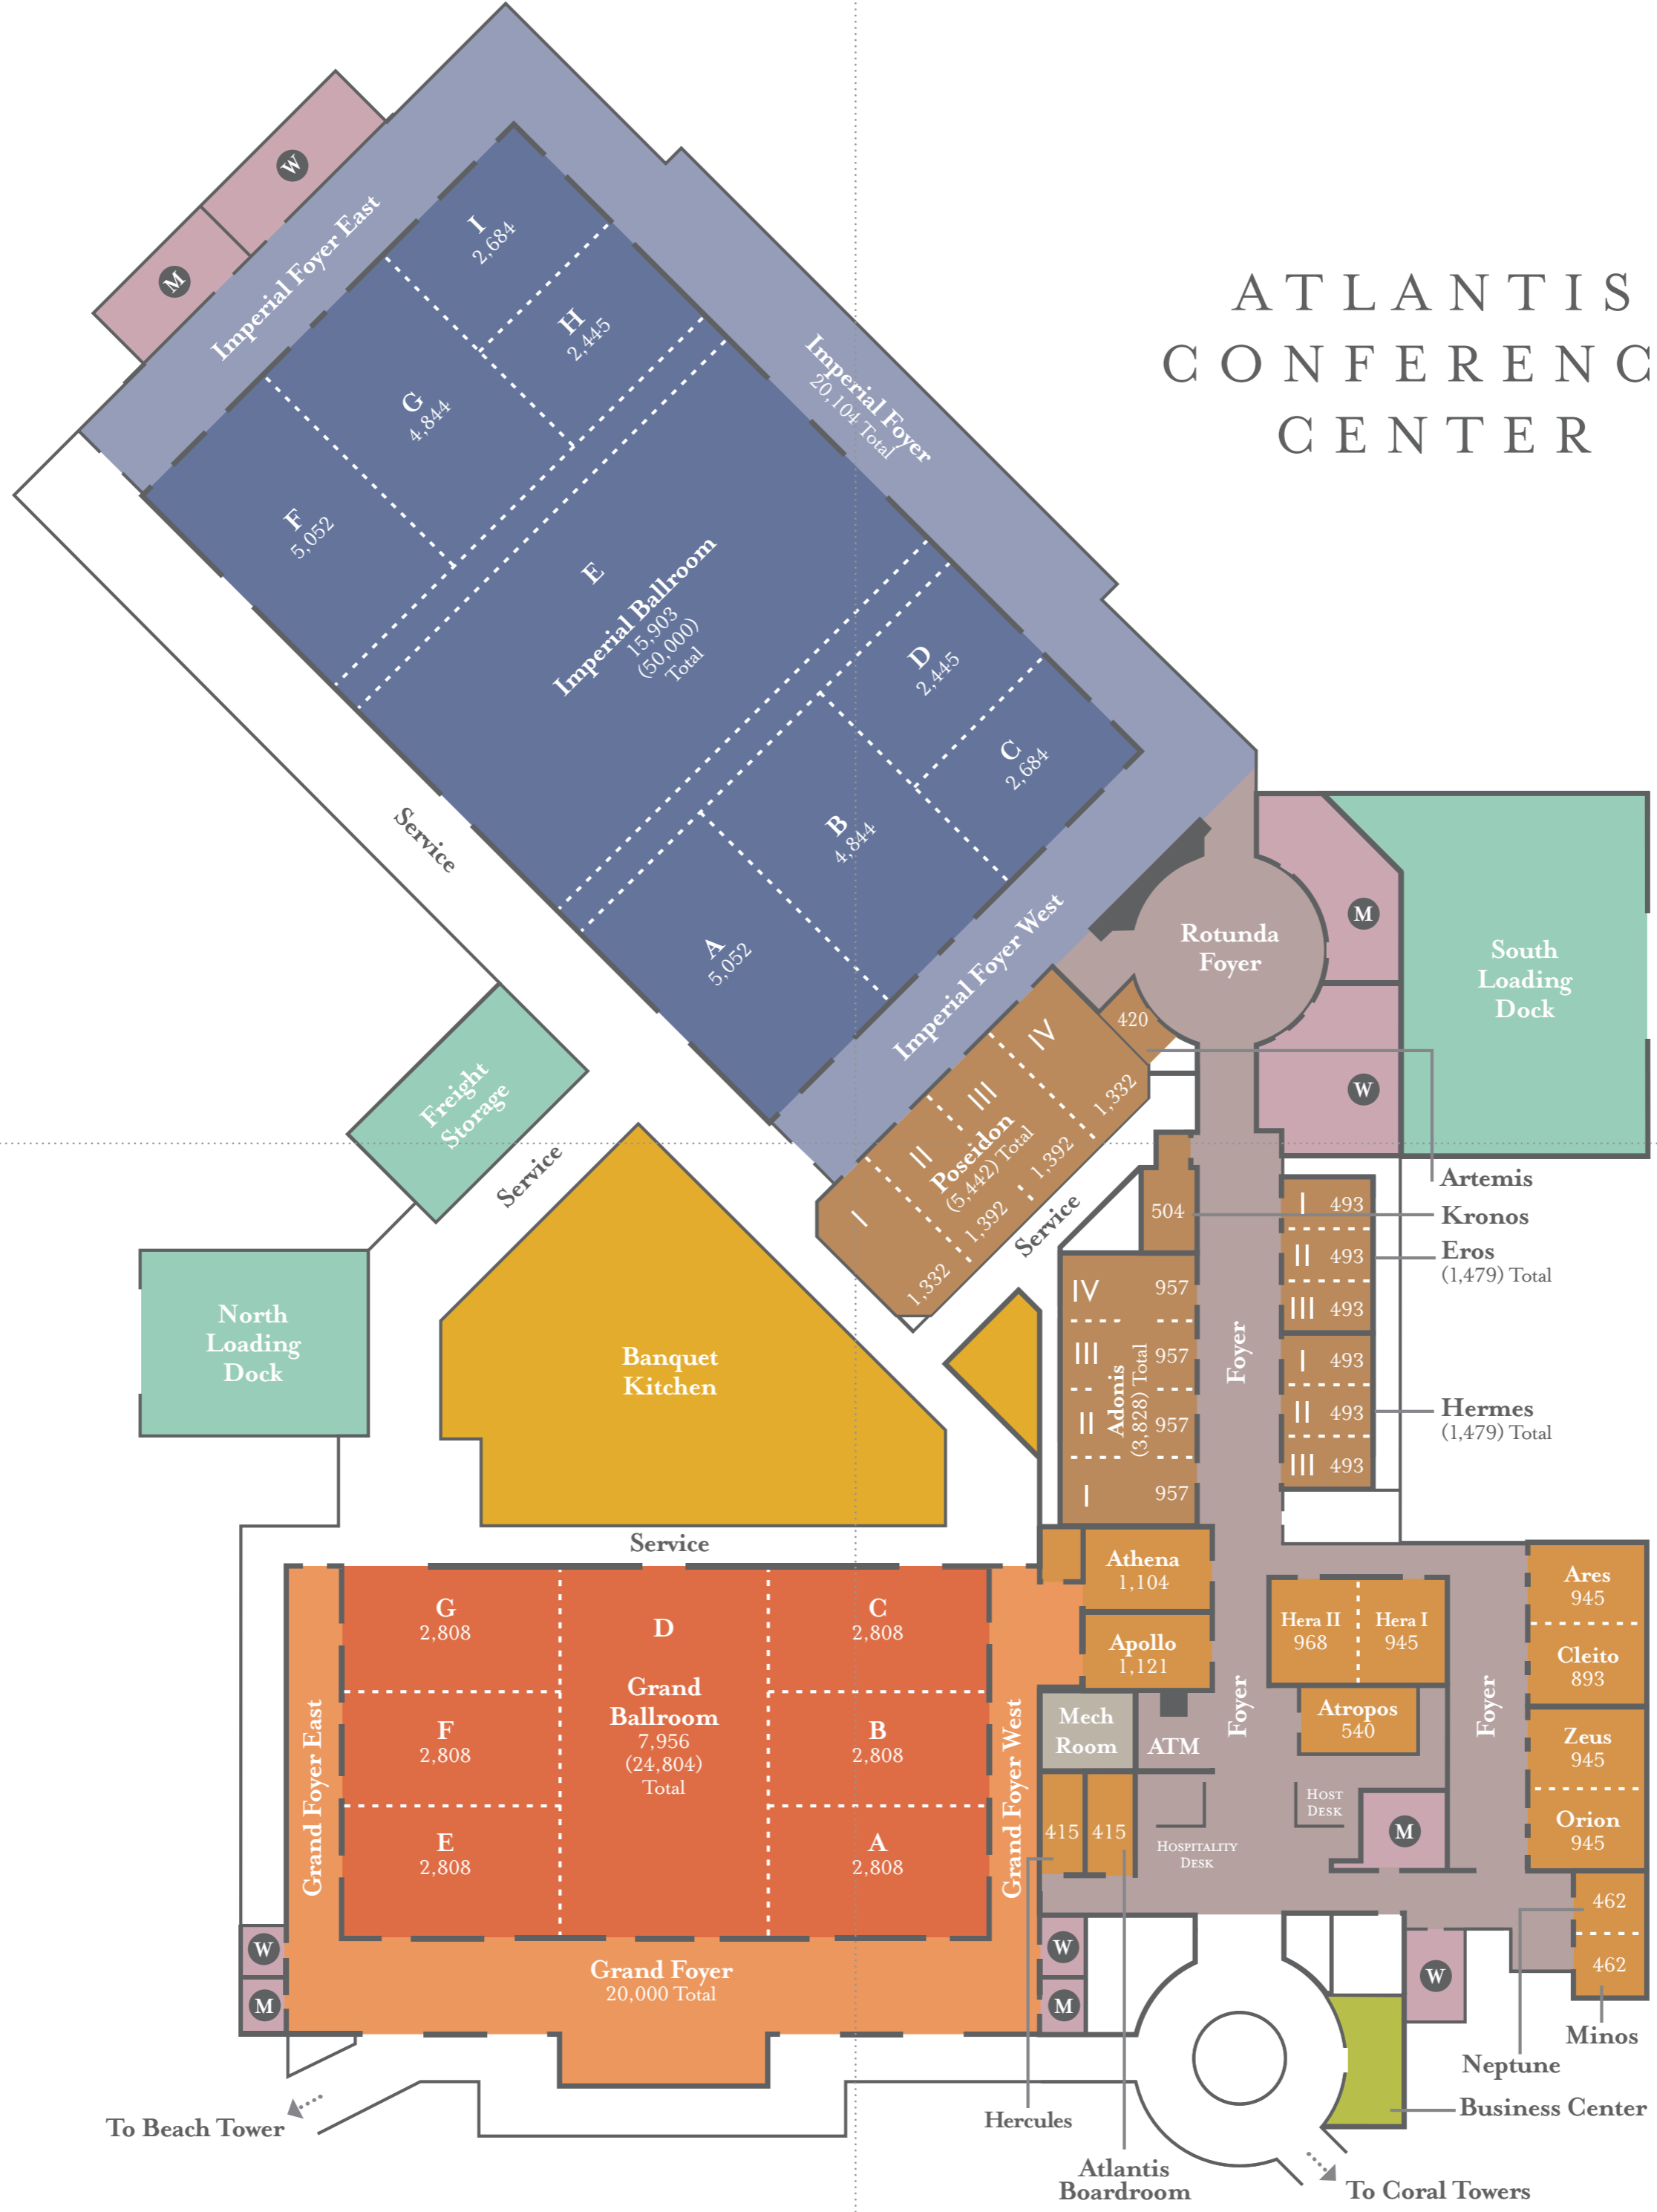 ATLANTIS
CONFERENC
CENTER
W
M
Imperial Foyer East
I
2,684
H
2,445
G
4,844
F
5,052
Imperial Foyer
20,104 Total
E
Imperial Ballroom
15,903
(50,000)
Total
D
2,445
C
2,684
B
4,844
A
5,052
Service
Imperial Foyer West
Rotunda
Foyer
M
W
South
Loading
Dock
Freight
Storage
Service
420
IV
III
II
I
Poseidon
(5,442) Total
1,332
1,392
1,392
1,332
Service
Artemis
504
Kronos
I 493
II 493
III 493
Eros
(1,479) Total
I 493
II 493
III 493
Hermes
(1,479) Total
North
Loading
Dock
Banquet
Kitchen
IV 957
III 957
II 957
I 957
Adonis
(3,828) Total
Foyer
Service
Athena
1,104
Apollo
1,121
Hera II
968
Hera I
945
Atropos
540
Ares
945
Cleito
893
Zeus
945
Orion
945
Foyer
Foyer
G
2,808
F
2,808
E
2,808
D
Grand
Ballroom
7,956
(24,804)
Total
C
2,808
B
2,808
A
2,808
Grand Foyer East
Grand Foyer West
Mech
Room
ATM
415
415
Hospitality
Desk
Host
Desk
M
462
462
W
M
Grand Foyer
20,000 Total
W
M
W
Minos
Neptune
Business Center
Hercules
Atlantis
Boardroom
To Beach Tower
To Coral Towers